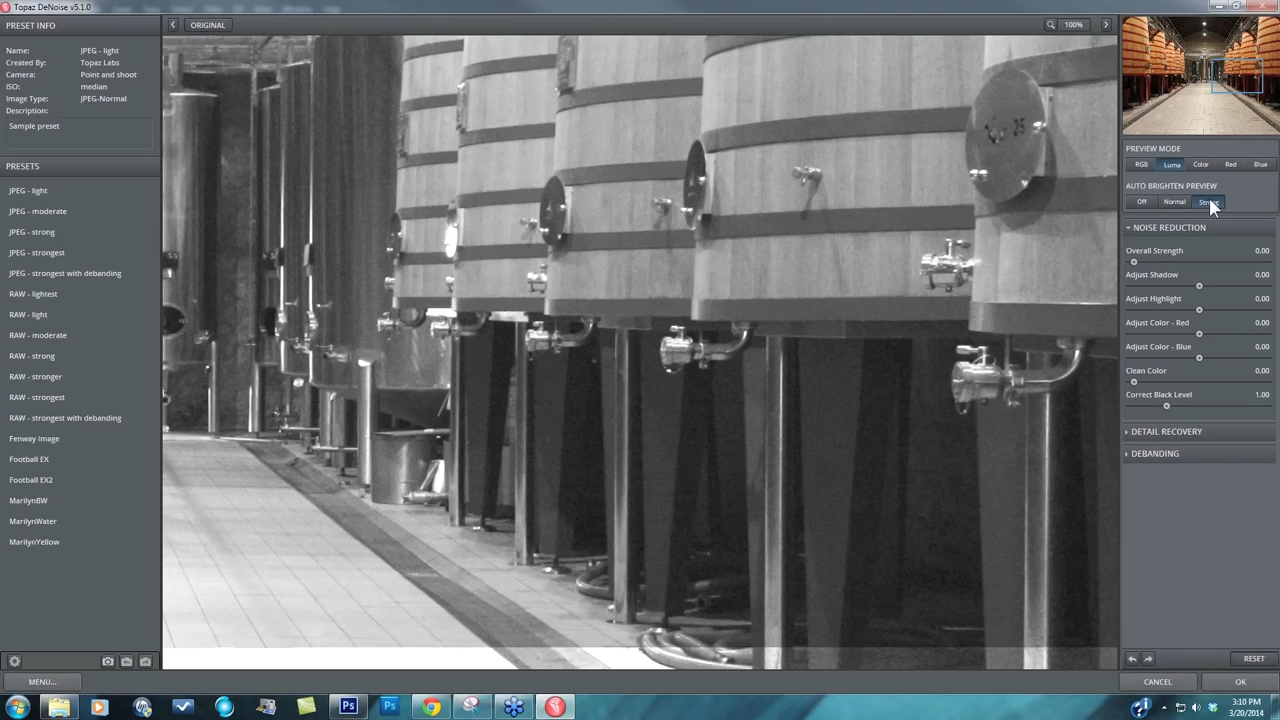 Topaz DeNoise v5.1.0
PRESET INFO
Name: JPEG - light
Created By: Topaz Labs
Camera: Point and shoot
ISO: median
Image Type: JPEG-Normal
Description:
Sample preset
PRESETS
JPEG - light
JPEG - moderate
JPEG - strong
JPEG - strongest
JPEG - strongest with debanding
RAW - lightest
RAW - light
RAW - moderate
RAW - strong
RAW - stronger
RAW - strongest
RAW - strongest with debanding
Fenway Image
Football EX
Football EX2
MarilynBW
MarilynWater
MarilynYellow
MENU...
ORIGINAL
100%
25
PREVIEW MODE
RGB Luma Color Red Blue
AUTO BRIGHTEN PREVIEW
Off Normal
NOISE REDUCTION
Overall Strength 0.00
Adjust Shadow 0.00
Adjust Highlight 0.00
Adjust Color - Red 0.00
Adjust Color - Blue 0.00
Clean Color 0.00
Correct Black Level 1.00
DETAIL RECOVERY
DEBANDING
RESET
CANCEL OK
Ps Ps
3:10 PM
3/20/2014